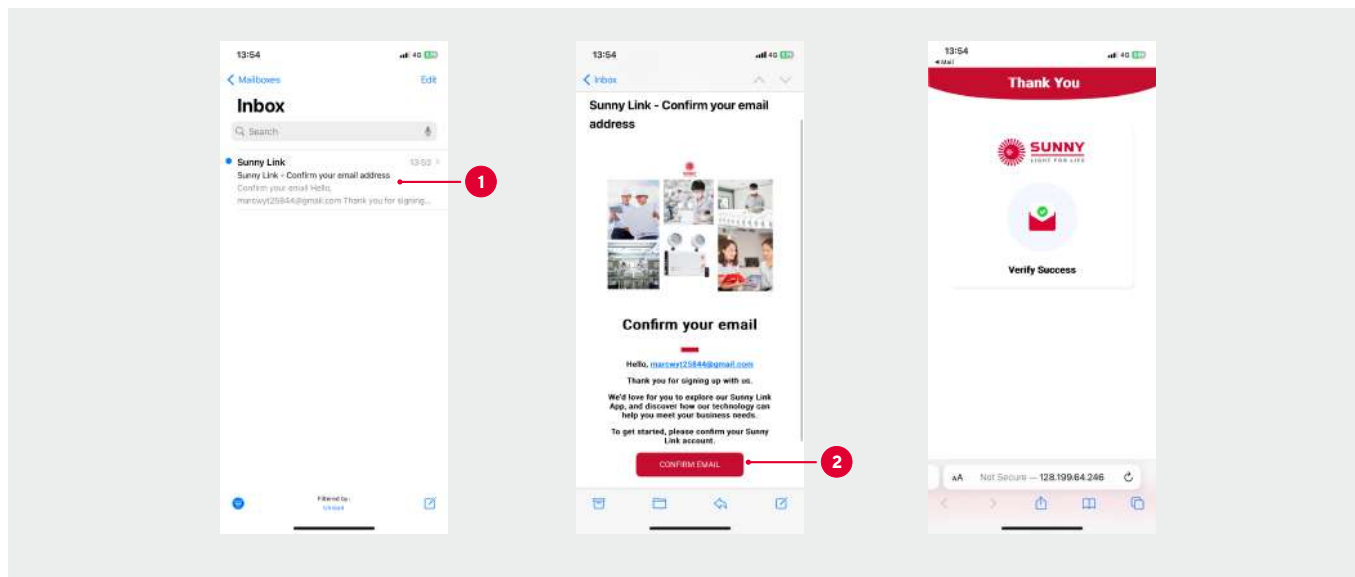 13:54
4G
Mailboxes
Edit
Inbox
Search
Sunny Link
13:53
Sunny Link - Confirm your email address
Confirm your email Hello,
marcwyt25844@gmail.com Thank you for signing...
1
Filtered by:
Unread
13:54
4G
Inbox
Sunny Link - Confirm your email
address
SUNNY
Confirm your email
Hello, marcwyt25844@gmail.com
Thank you for signing up with us.
We'd love for you to explore our Sunny Link
App, and discover how our technology can
help you meet your business needs.
To get started, please confirm your Sunny
Link account.
CONFIRM EMAIL
2
13:54
4G
Mail
Thank You
SUNNY
LIGHT FOR LIFE
Verify Success
AA
Not Secure — 128.199.64.246